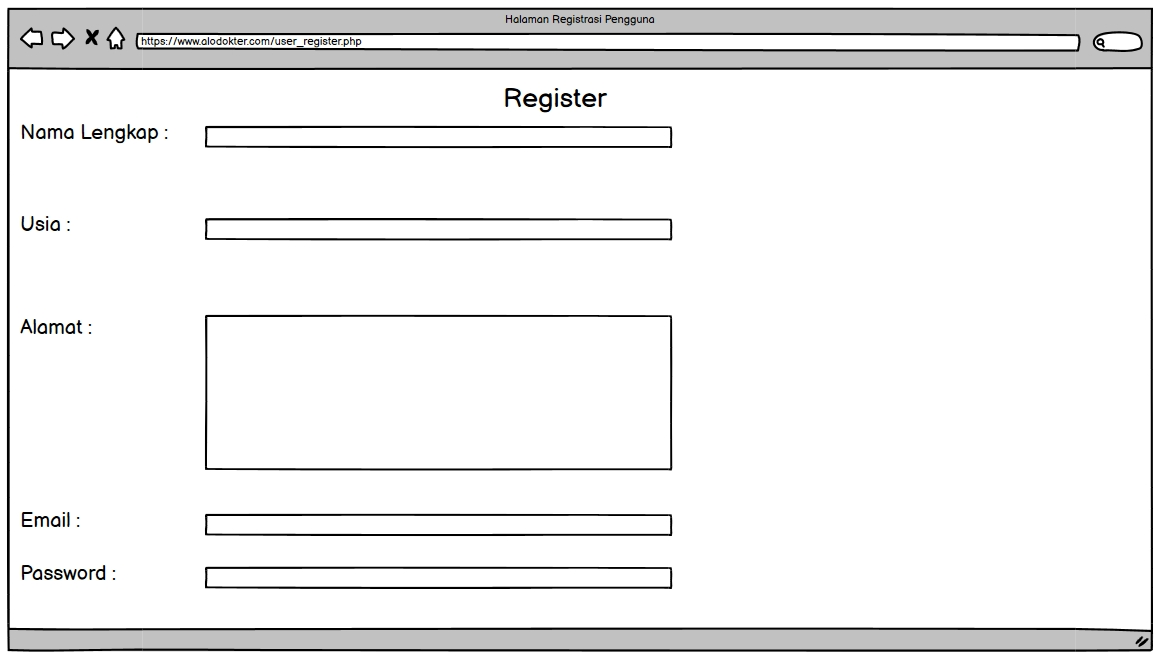 Halaman Registrasi Pengguna
https://www.alodokter.com/user_register.php
Register
Nama Lengkap :
Usia :
Alamat :
Email :
Password :